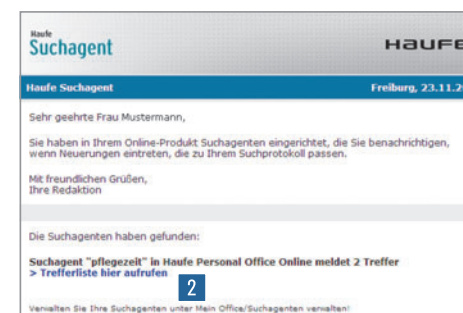 Haufe
Suchagent
HAUFE
Haufe Suchagent
Freiburg, 23.11.2
Sehr geehrte Frau Mustermann,
Sie haben in Ihrem Online-Produkt Suchagenten eingerichtet, die Sie benachrichtigen,
wenn Neuerungen eintreten, die zu Ihrem Suchprotokoll passen.
Mit freundlichen Grüßen,
Ihre Redaktion
Die Suchagenten haben gefunden:
Suchagent "pflegezeit" in Haufe Personal Office Online meldet 2 Treffer
> Trefferliste hier aufrufen
2
Verwalten Sie Ihre Suchagenten unter Mein Office/Suchagenten verwalten!